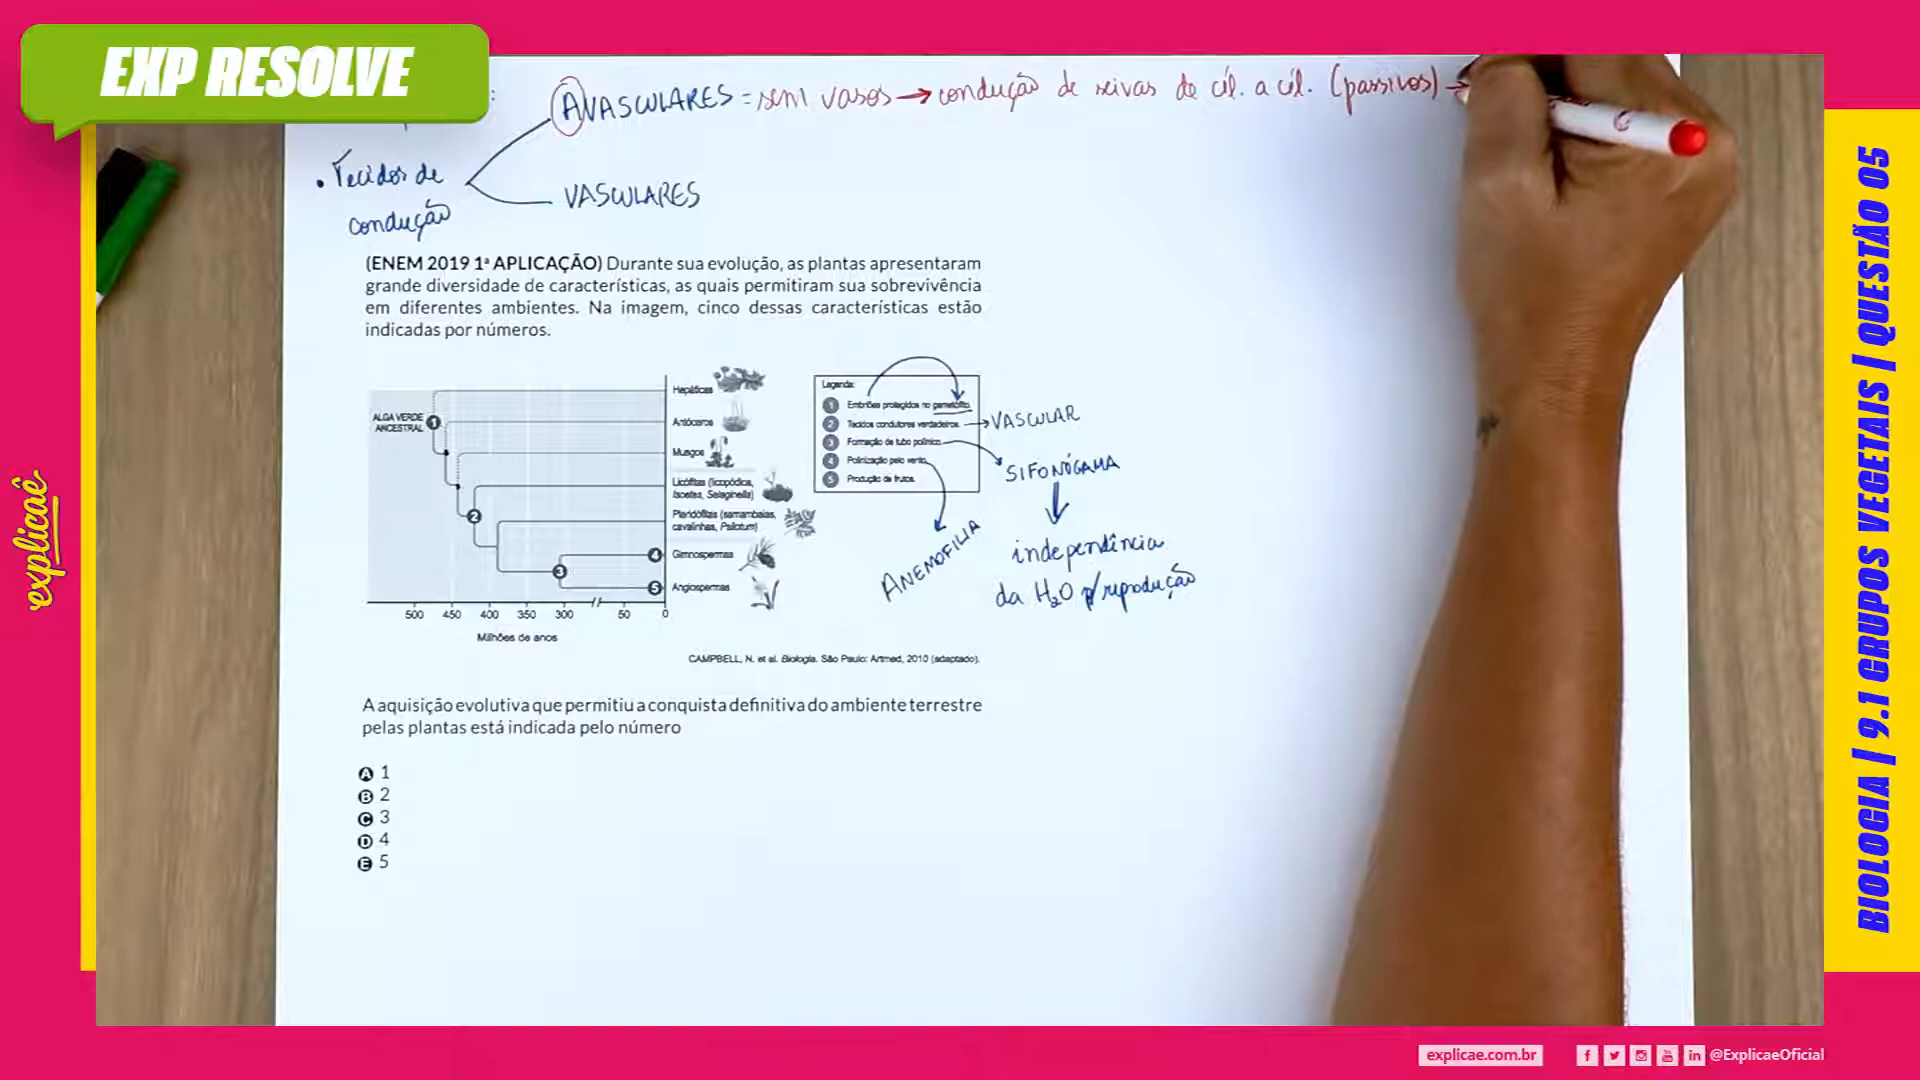 EXP RESOLVE
AVASCULARES = sem vasos → condução de seivas de cél. a cél. (passivos) →
• Tecidos de
condução
VASCULARES
(ENEM 2019 1ª APLICAÇÃO) Durante sua evolução, as plantas apresentaram
grande diversidade de características, as quais permitiram sua sobrevivência
em diferentes ambientes. Na imagem, cinco dessas características estão
indicadas por números.
ALGA VERDE
ANCESTRAL
1
2
3
4
5
Hepáticas
Antóceros
Musgos
Licófitas (licopódios,
Isoetes, Selaginella)
Pteridófitas (samambaias,
cavalinhas, Psilotum)
Gimnospermas
Angiospermas
500 450 400 350 300 50 0
Milhões de anos
Legenda:
1 Embriões protegidos no gametófito.
2 Tecidos condutores verdadeiros.
3 Formação de tubo polínico.
4 Polinização pelo vento.
5 Produção de frutos.
VASCULAR
SIFONÓGAMA
independência
da H₂O p/ reprodução
ANEMOFILIA
CAMPBELL, N. et al. Biologia. São Paulo: Artmed, 2010 (adaptado).
A aquisição evolutiva que permitiu a conquista definitiva do ambiente terrestre
pelas plantas está indicada pelo número
A 1
B 2
C 3
D 4
E 5
explicaê
BIOLOGIA | 9.1 GRUPOS VEGETAIS | QUESTÃO 05
explicae.com.br
@ExplicaeOficial